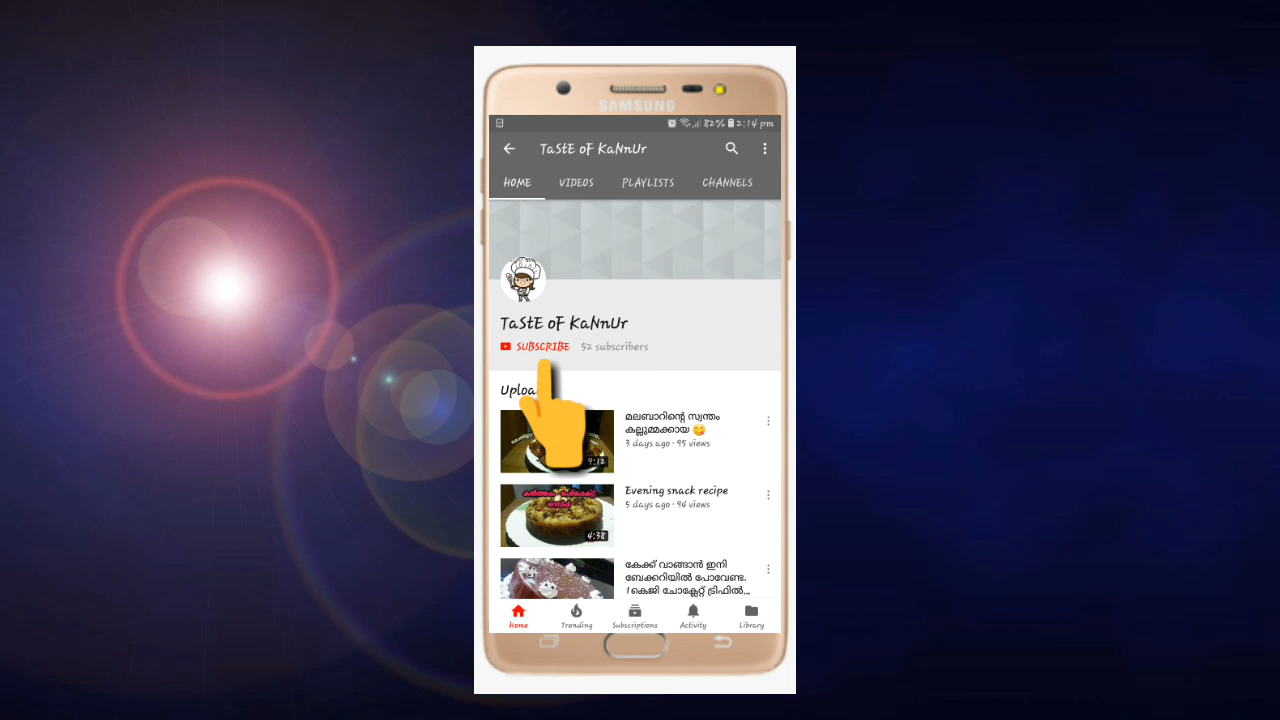 SAMSUNG
82% 2:14 pm
TaStE oF KaNnUr
HOME VIDEOS PLAYLISTS CHANNELS
TaStE oF KaNnUr
SUBSCRIBE 52 subscribers
മലബാറിന്റെ സ്വന്തം
കല്ലുമ്മക്കായ 😋
3 days ago · 95 views
9:12
Evening snack recipe
5 days ago · 94 views
4:38
കേക്ക് വാങ്ങാൻ ഇനി
ബേക്കറിയിൽ പോവേണ്ട.
1കെജി ചോക്ലേറ്റ് ട്രിഫിൽ...
Home Trending Subscriptions Activity Library